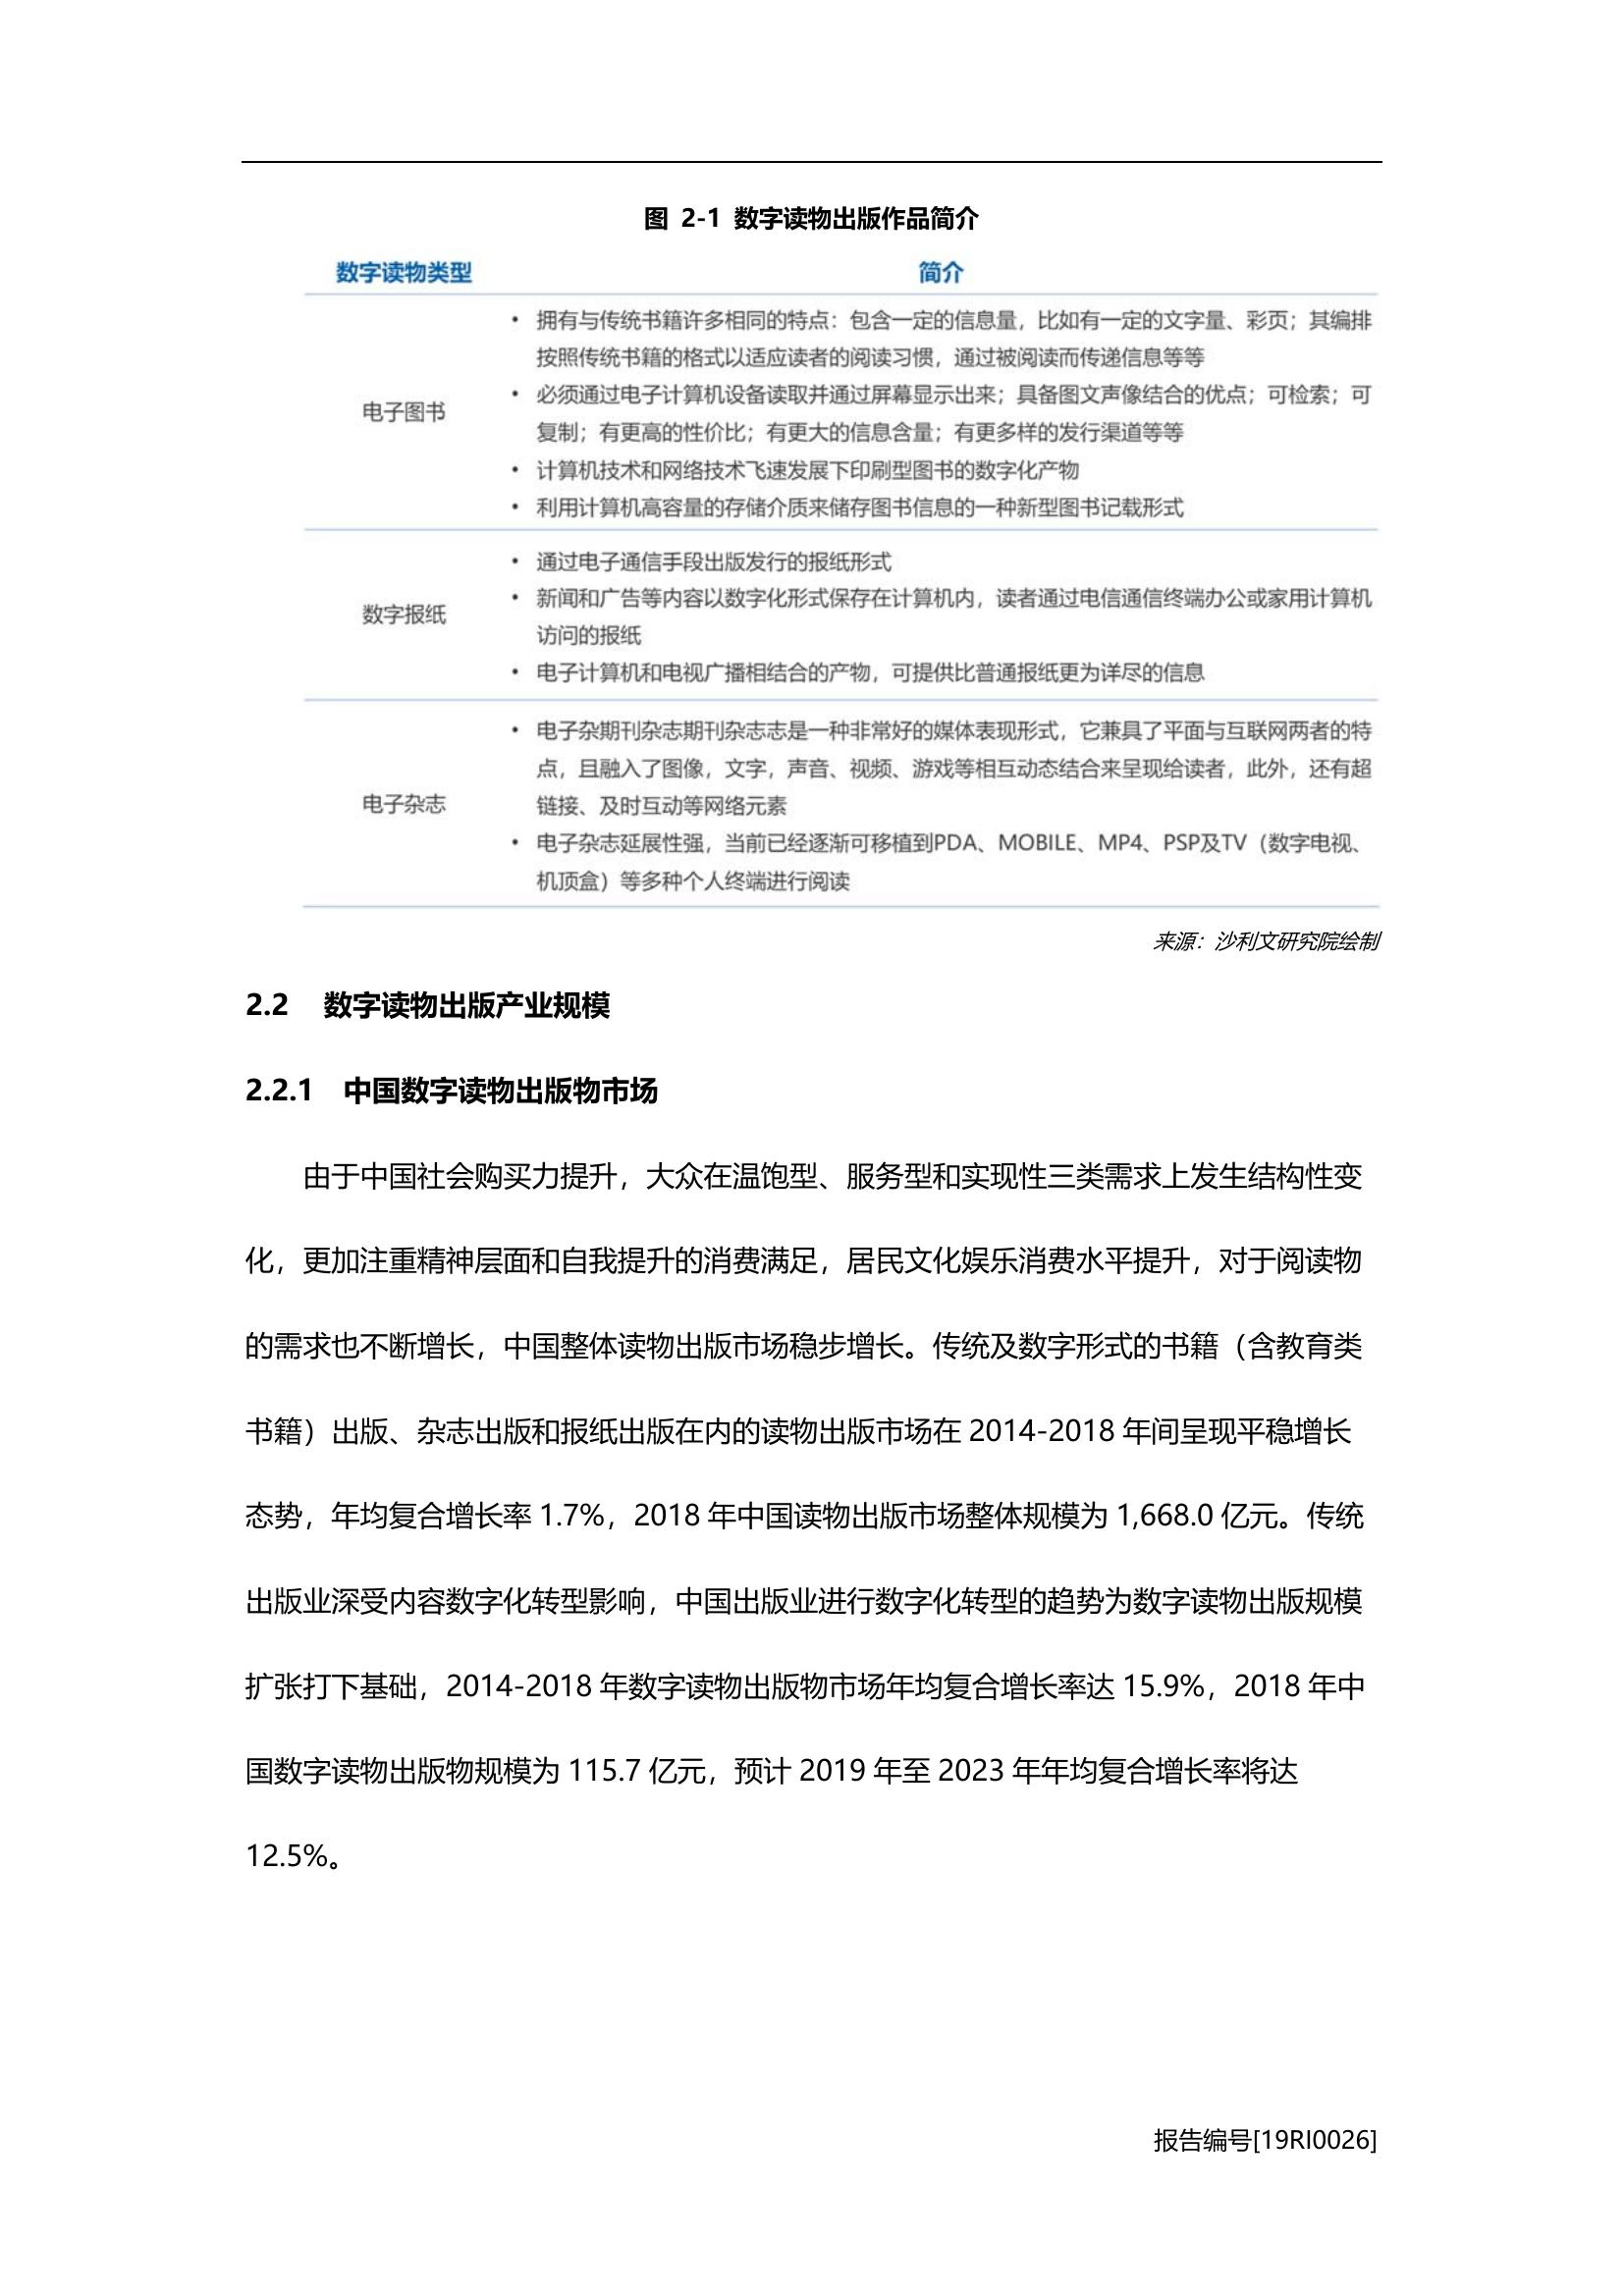 图 2-1 数字读物出版作品简介
数字读物类型 简介
• 拥有与传统书籍许多相同的特点：包含一定的信息量，比如有一定的文字量、彩页；其编排
按照传统书籍的格式以适应读者的阅读习惯，通过被阅读而传递信息等等
• 必须通过电子计算机设备读取并通过屏幕显示出来；具备图文声像结合的优点；可检索；可
电子图书
复制；有更高的性价比；有更大的信息含量；有更多样的发行渠道等等
• 计算机技术和网络技术飞速发展下印刷型图书的数字化产物
• 利用计算机高容量的存储介质来储存图书信息的一种新型图书记载形式
• 通过电子通信手段出版发行的报纸形式
• 新闻和广告等内容以数字化形式保存在计算机内，读者通过电信通信终端办公或家用计算机
数字报纸
访问的报纸
• 电子计算机和电视广播相结合的产物，可提供比普通报纸更为详尽的信息
• 电子杂期刊杂志期刊杂志志是一种非常好的媒体表现形式，它兼具了平面与互联网两者的特
点，且融入了图像，文字，声音、视频、游戏等相互动态结合来呈现给读者，此外，还有超
电子杂志
链接、及时互动等网络元素
• 电子杂志延展性强，当前已经逐渐可移植到PDA、MOBILE、MP4、PSP及TV（数字电视、
机顶盒）等多种个人终端进行阅读
来源：沙利文研究院绘制
2.2 数字读物出版产业规模
2.2.1 中国数字读物出版物市场
由于中国社会购买力提升，大众在温饱型、服务型和实现性三类需求上发生结构性变
化，更加注重精神层面和自我提升的消费满足，居民文化娱乐消费水平提升，对于阅读物
的需求也不断增长，中国整体读物出版市场稳步增长。传统及数字形式的书籍（含教育类
书籍）出版、杂志出版和报纸出版在内的读物出版市场在 2014-2018 年间呈现平稳增长
态势，年均复合增长率 1.7%，2018 年中国读物出版市场整体规模为 1,668.0 亿元。传统
出版业深受内容数字化转型影响，中国出版业进行数字化转型的趋势为数字读物出版规模
扩张打下基础，2014-2018 年数字读物出版物市场年均复合增长率达 15.9%，2018 年中
国数字读物出版物规模为 115.7 亿元，预计 2019 年至 2023 年年均复合增长率将达
12.5%。
报告编号[19RI0026]